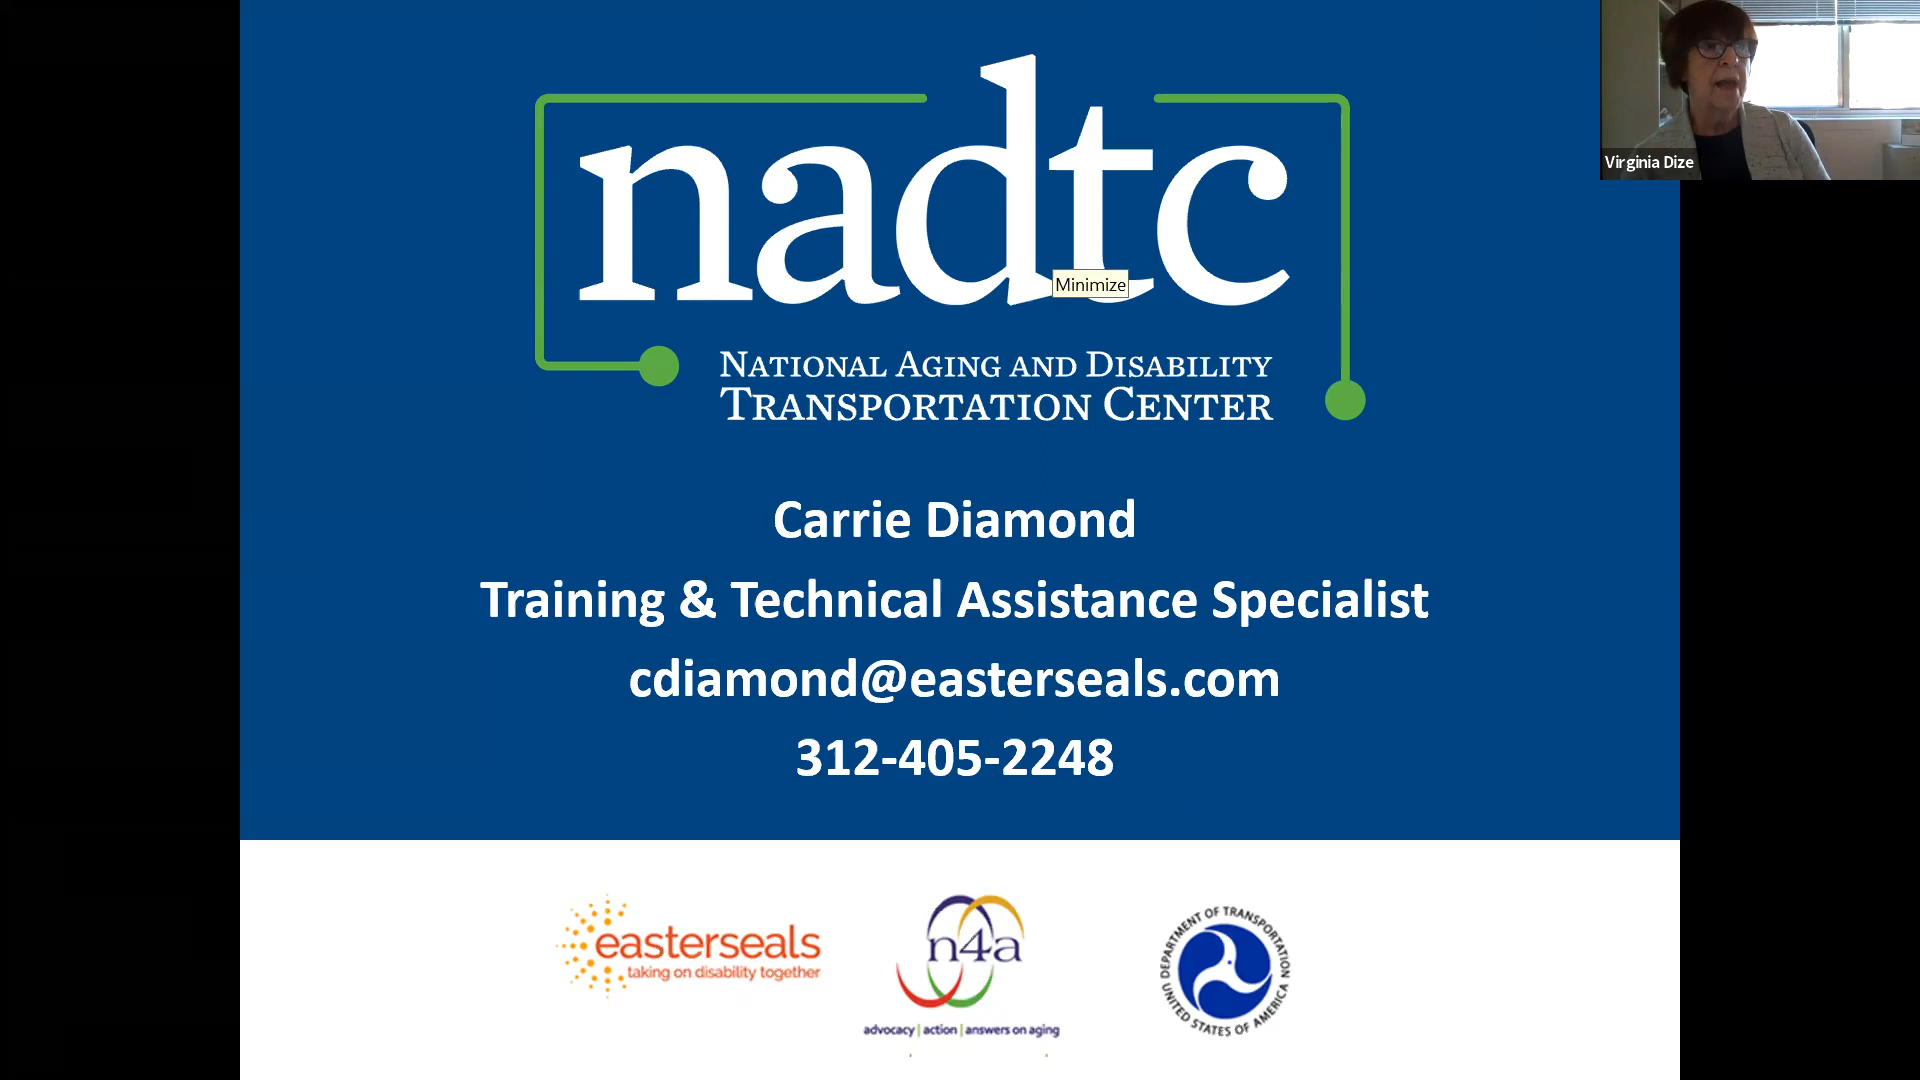 nadtc
Minimize
NATIONAL AGING AND DISABILITY
TRANSPORTATION CENTER
Carrie Diamond
Training & Technical Assistance Specialist
cdiamond@easterseals.com
312-405-2248
Virginia Dize
easterseals
taking on disability together
n4a
advocacy | action | answers on aging
DEPARTMENT OF TRANSPORTATION
UNITED STATES OF AMERICA